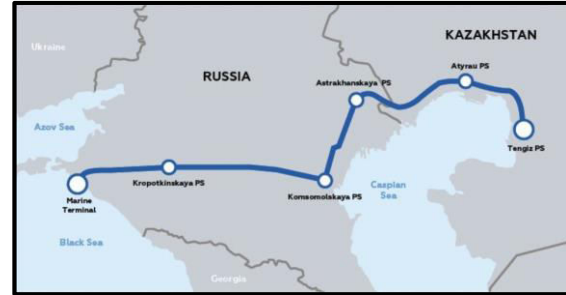 Ukraine
KAZAKHSTAN
RUSSIA
Atyrau PS
Astrakhanskaya PS
Azov Sea
Tengiz PS
Kropotkinskaya PS
Komsomolskaya PS
Caspian
Sea
Marine
Terminal
Black Sea
Georgia